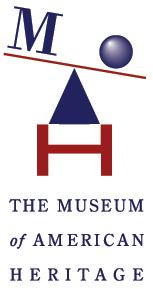 M
H
THE MUSEUM
of AMERICAN
HERITAGE